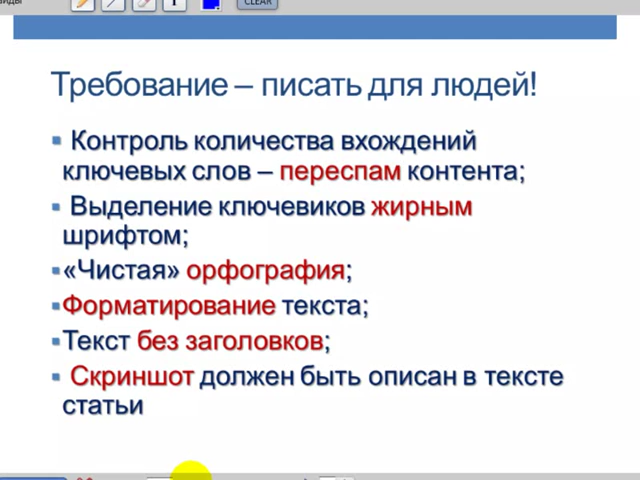 CLEAR
Требование – писать для людей!
Контроль количества вхождений
ключевых слов – переспам контента;
Выделение ключевиков жирным
шрифтом;
«Чистая» орфография;
Форматирование текста;
Текст без заголовков;
Скриншот должен быть описан в тексте
статьи